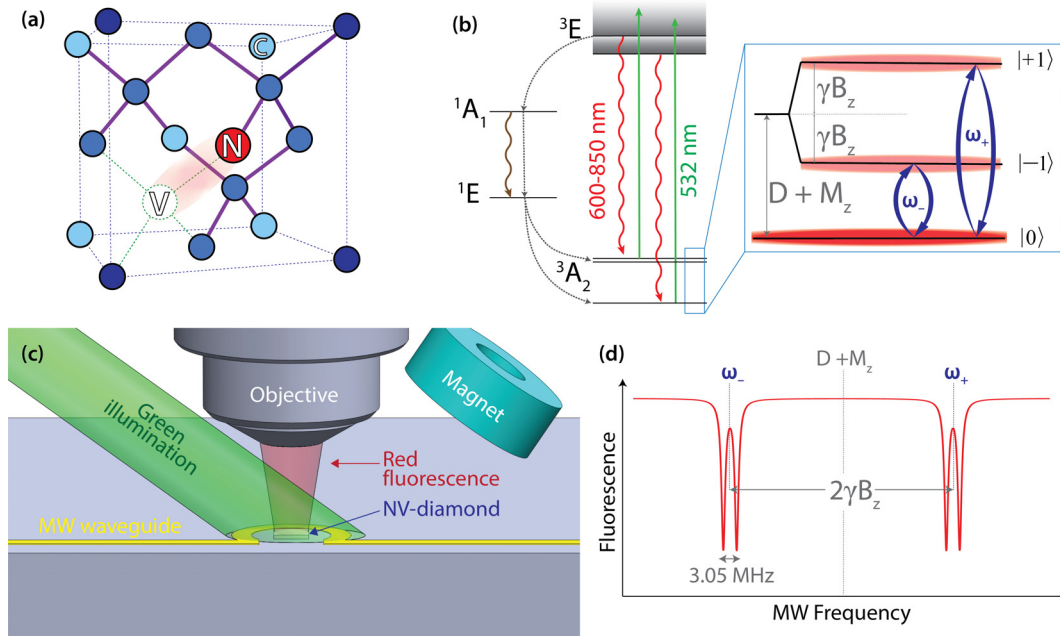 (a)
C
N
V
(b)
³E
¹A₁
¹E
³A₂
600-850 nm
532 nm
|+1⟩
γB_z
γB_z
|−1⟩
D + M_z
ω₊
ω₋
|0⟩
(c)
Objective
Magnet
Green
illumination
Red
fluorescence
NV-diamond
MW waveguide
(d)
D +M_z
ω₋
ω₊
2γB_z
3.05 MHz
Fluorescence
MW Frequency